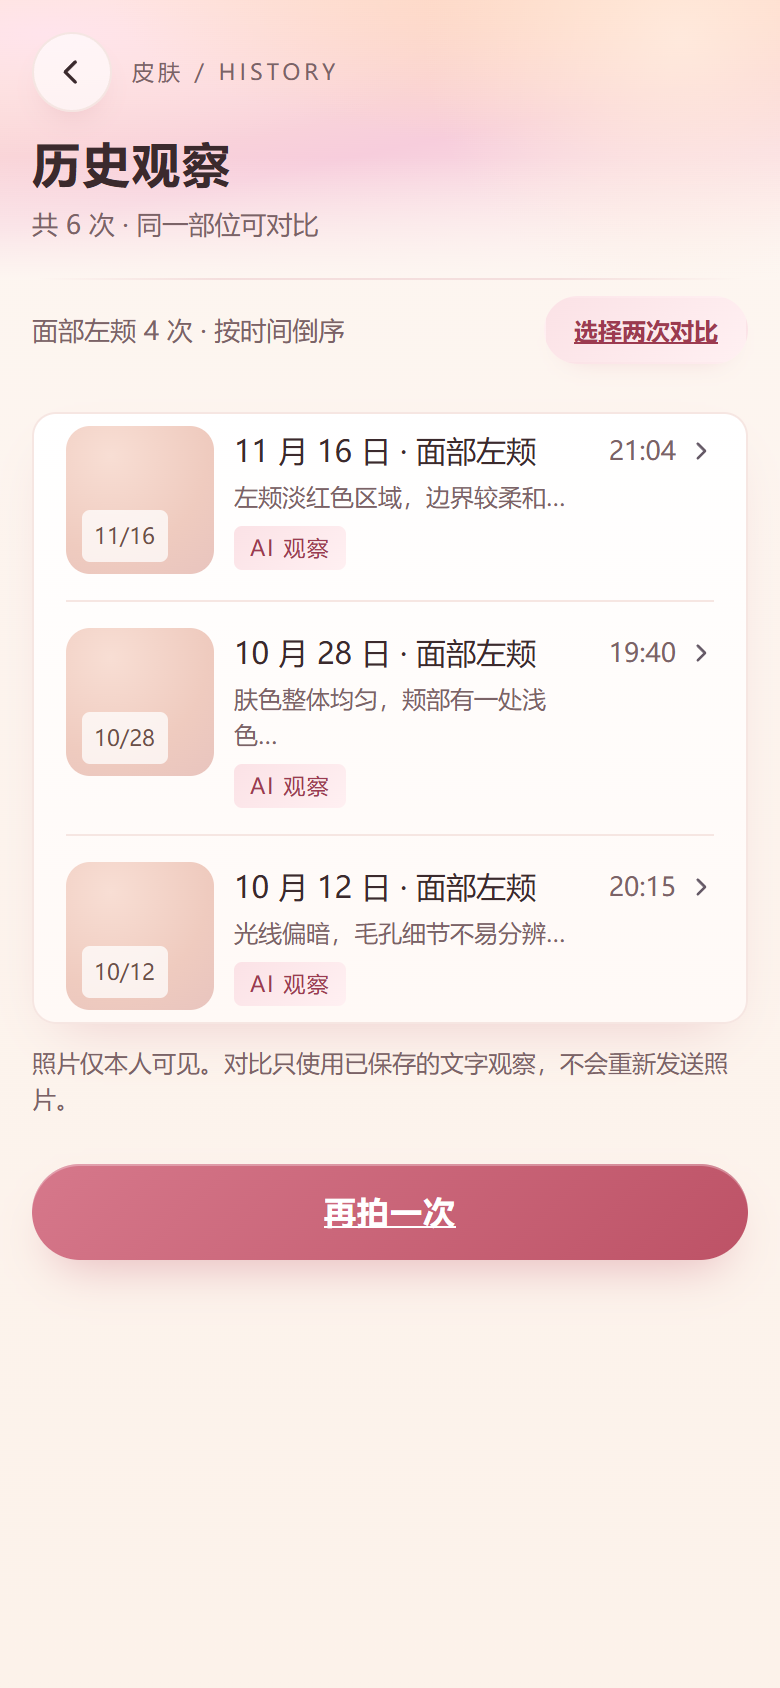 皮肤 / HISTORY
历史观察
共 6 次 · 同一部位可对比
面部左颊 4 次 · 按时间倒序
选择两次对比
11 月 16 日 · 面部左颊
21:04
左颊淡红色区域，边界较柔和...
11/16
AI 观察
10 月 28 日 · 面部左颊
19:40
肤色整体均匀，颊部有一处浅
色...
10/28
AI 观察
10 月 12 日 · 面部左颊
20:15
光线偏暗，毛孔细节不易分辨...
10/12
AI 观察
照片仅本人可见。对比只使用已保存的文字观察，不会重新发送照
片。
再拍一次